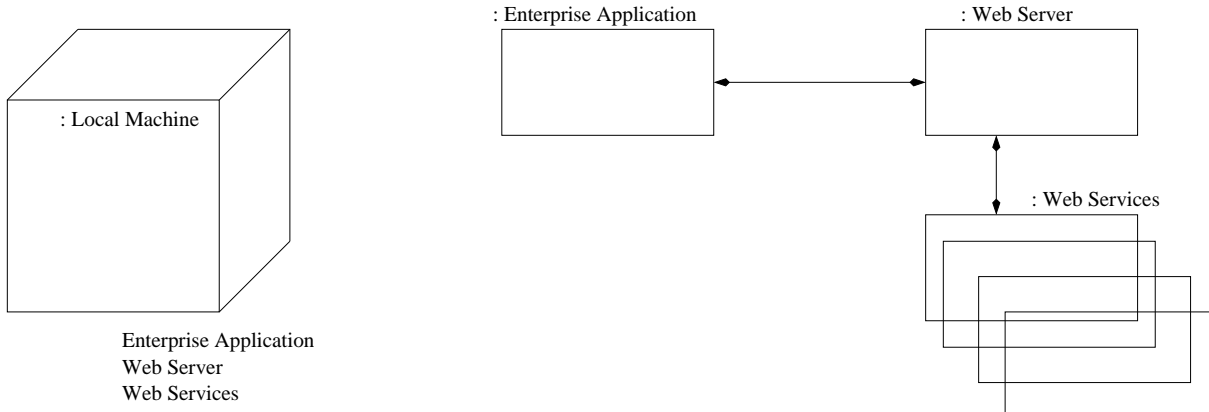 : Enterprise Application
: Web Server
: Local Machine
: Web Services
Enterprise Application
Web Server
Web Services